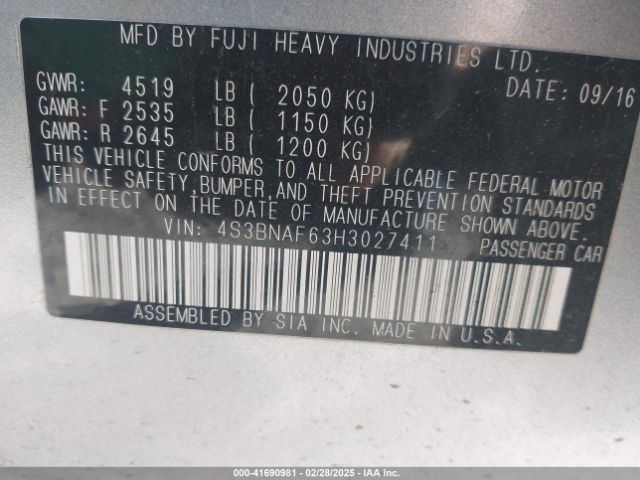 MFD BY FUJI HEAVY INDUSTRIES LTD.
GVWR: 4519 LB ( 2050 KG) DATE: 09/16
GAWR: F 2535 LB ( 1150 KG)
GAWR: R 2645 LB ( 1200 KG)
THIS VEHICLE CONFORMS TO ALL APPLICABLE FEDERAL MOTOR
VEHICLE SAFETY, BUMPER, AND THEFT PREVENTION STANDARDS
IN EFFECT ON THE DATE OF MANUFACTURE SHOWN ABOVE.
VIN: 4S3BNAF63H3027411 PASSENGER CAR
ASSEMBLED BY SIA INC. MADE IN U.S.A.
000-41690981 - 02/28/2025 - IAA Inc.